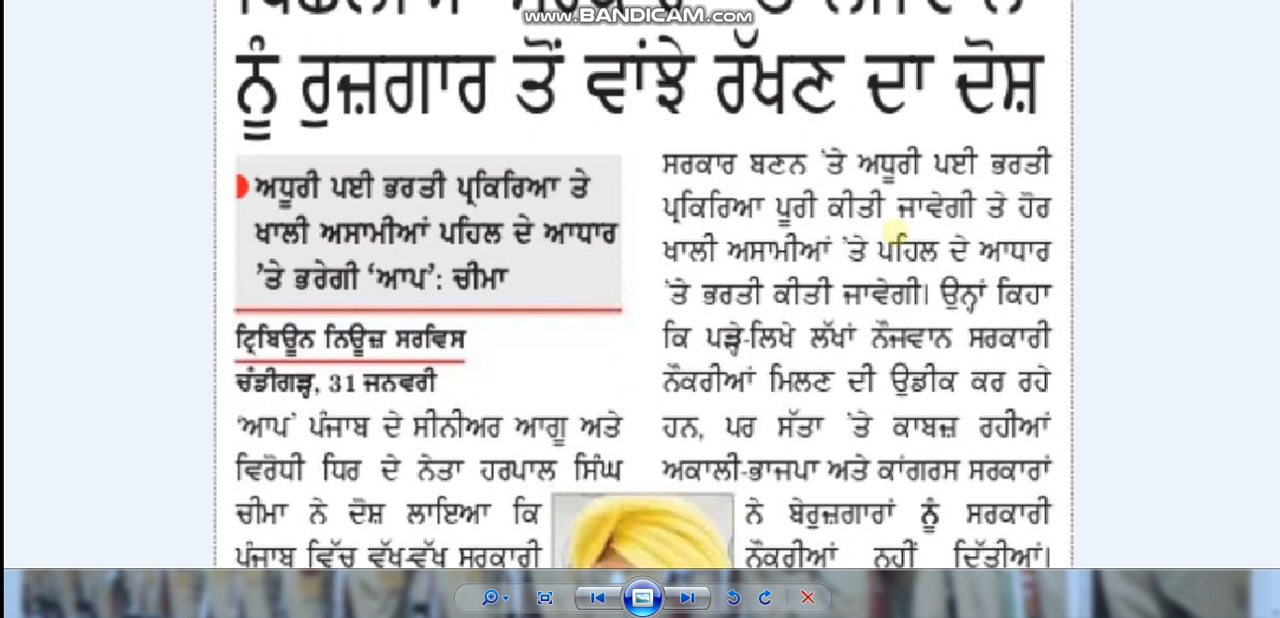 www.BANDICAM.com
ਨੂੰ ਰੁਜ਼ਗਾਰ ਤੋਂ ਵਾਂਝੇ ਰੱਖਣ ਦਾ ਦੋਸ਼
ਅਧੂਰੀ ਪਈ ਭਰਤੀ ਪ੍ਰਕਿਰਿਆ ਤੇ
ਖਾਲੀ ਅਸਾਮੀਆਂ ਪਹਿਲ ਦੇ ਆਧਾਰ
'ਤੇ ਭਰੇਗੀ ‘ਆਪ’: ਚੀਮਾ
ਟ੍ਰਿਬਿਊਨ ਨਿਊਜ਼ ਸਰਵਿਸ
ਚੰਡੀਗੜ੍ਹ, 31 ਜਨਵਰੀ
‘ਆਪ’ ਪੰਜਾਬ ਦੇ ਸੀਨੀਅਰ ਆਗੂ ਅਤੇ
ਵਿਰੋਧੀ ਧਿਰ ਦੇ ਨੇਤਾ ਹਰਪਾਲ ਸਿੰਘ
ਚੀਮਾ ਨੇ ਦੋਸ਼ ਲਾਇਆ ਕਿ
ਪੰਜਾਬ ਵਿੱਚ ਵੱਖ-ਵੱਖ ਸਰਕਾਰੀ
ਸਰਕਾਰ ਬਣਨ 'ਤੇ ਅਧੂਰੀ ਪਈ ਭਰਤੀ
ਪ੍ਰਕਿਰਿਆ ਪੂਰੀ ਕੀਤੀ ਜਾਵੇਗੀ ਤੇ ਹੋਰ
ਖਾਲੀ ਅਸਾਮੀਆਂ 'ਤੇ ਪਹਿਲ ਦੇ ਆਧਾਰ
'ਤੇ ਭਰਤੀ ਕੀਤੀ ਜਾਵੇਗੀ। ਉਨ੍ਹਾਂ ਕਿਹਾ
ਕਿ ਪੜ੍ਹੇ-ਲਿਖੇ ਲੱਖਾਂ ਨੌਜਵਾਨ ਸਰਕਾਰੀ
ਨੌਕਰੀਆਂ ਮਿਲਣ ਦੀ ਉਡੀਕ ਕਰ ਰਹੇ
ਹਨ, ਪਰ ਸੱਤਾ 'ਤੇ ਕਾਬਜ਼ ਰਹੀਆਂ
ਅਕਾਲੀ-ਭਾਜਪਾ ਅਤੇ ਕਾਂਗਰਸ ਸਰਕਾਰਾਂ
ਨੇ ਬੇਰੁਜ਼ਗਾਰਾਂ ਨੂੰ ਸਰਕਾਰੀ
ਨੌਕਰੀਆਂ ਨਹੀਂ ਦਿੱਤੀਆਂ।